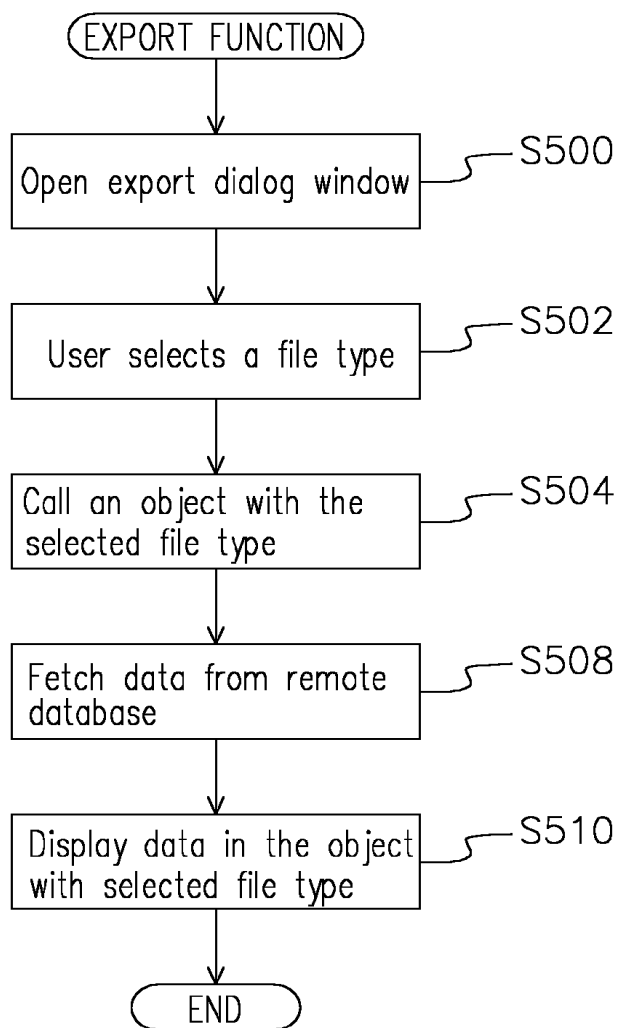 EXPORT FUNCTION
Open export dialog window
S500
User selects a file type
S502
Call an object with the
selected file type
S504
Fetch data from remote
database
S508
Display data in the object
with selected file type
S510
END